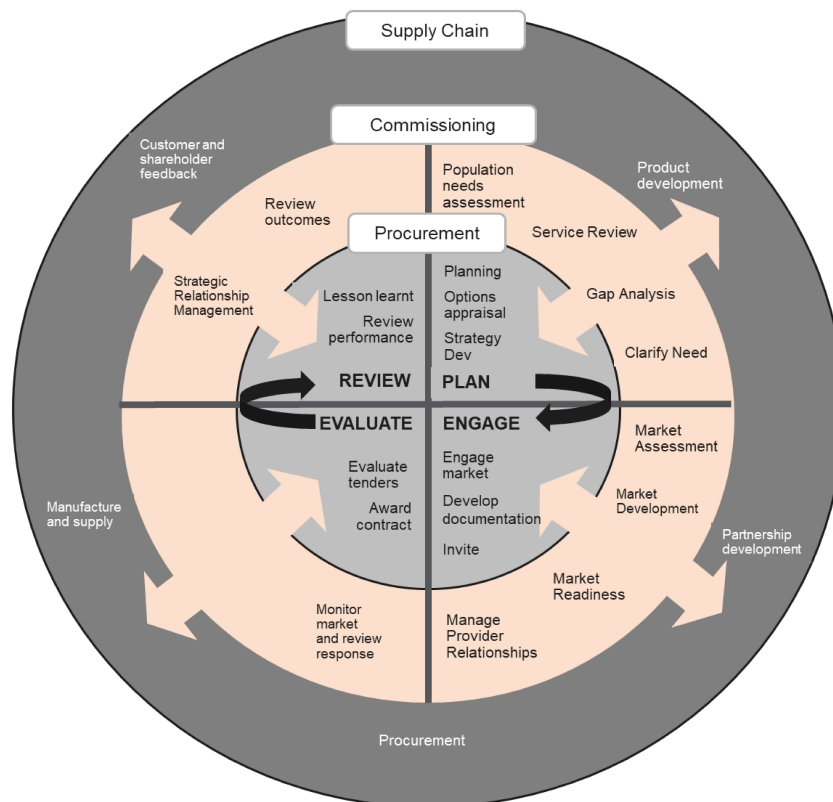 Supply Chain
Commissioning
Customer and
shareholder
feedback
Product
development
Population
needs
assessment
Review
outcomes
Service Review
Procurement
Strategic
Relationship
Management
Lesson learnt
Review
performance
Planning
Options
appraisal
Strategy
Dev
Gap Analysis
Clarify Need
REVIEW
PLAN
EVALUATE
ENGAGE
Market
Assessment
Evaluate
tenders
Award
contract
Engage
market
Develop
documentation
Invite
Market
Development
Manufacture
and supply
Partnership
development
Market
Readiness
Monitor
market
and review
response
Manage
Provider
Relationships
Procurement